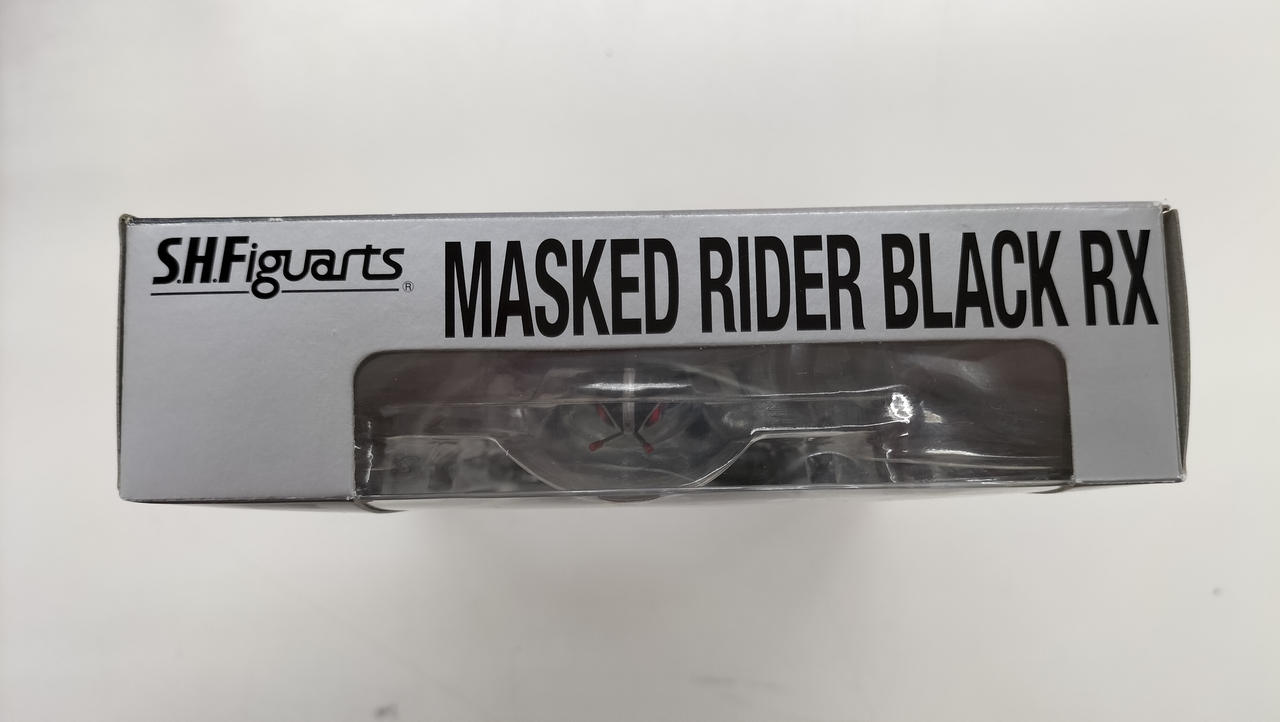 S.H.Figuarts®
MASKED RIDER BLACK RX